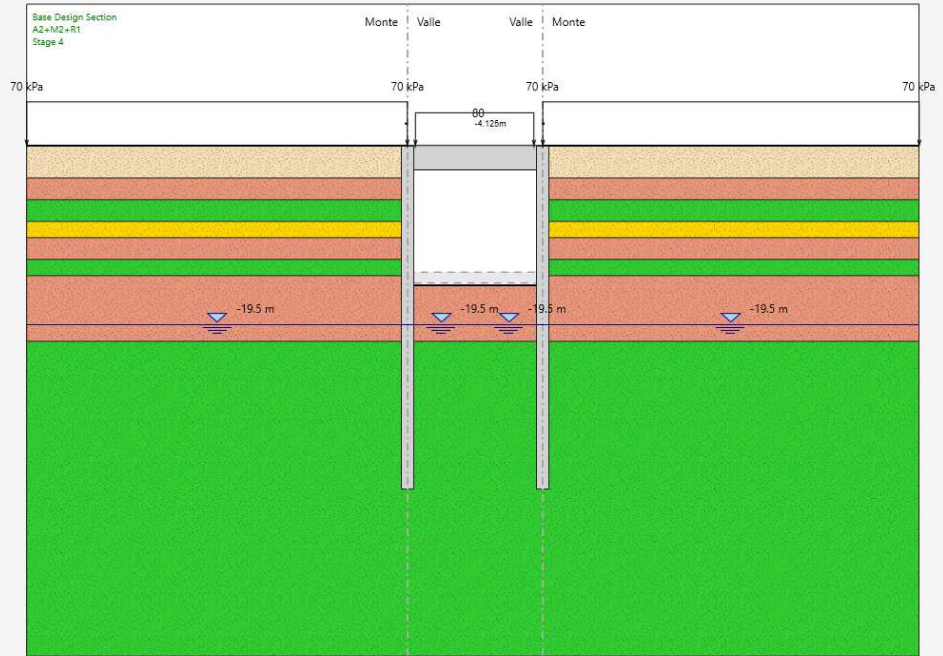 Base Design Section
A2+M2+R1
Stage 4
Monte Valle Valle Monte
70 kPa 70 kPa 70 kPa 70 kPa
80
-4.125m
-19.5 m -19.5 m -19.5 m -19.5 m